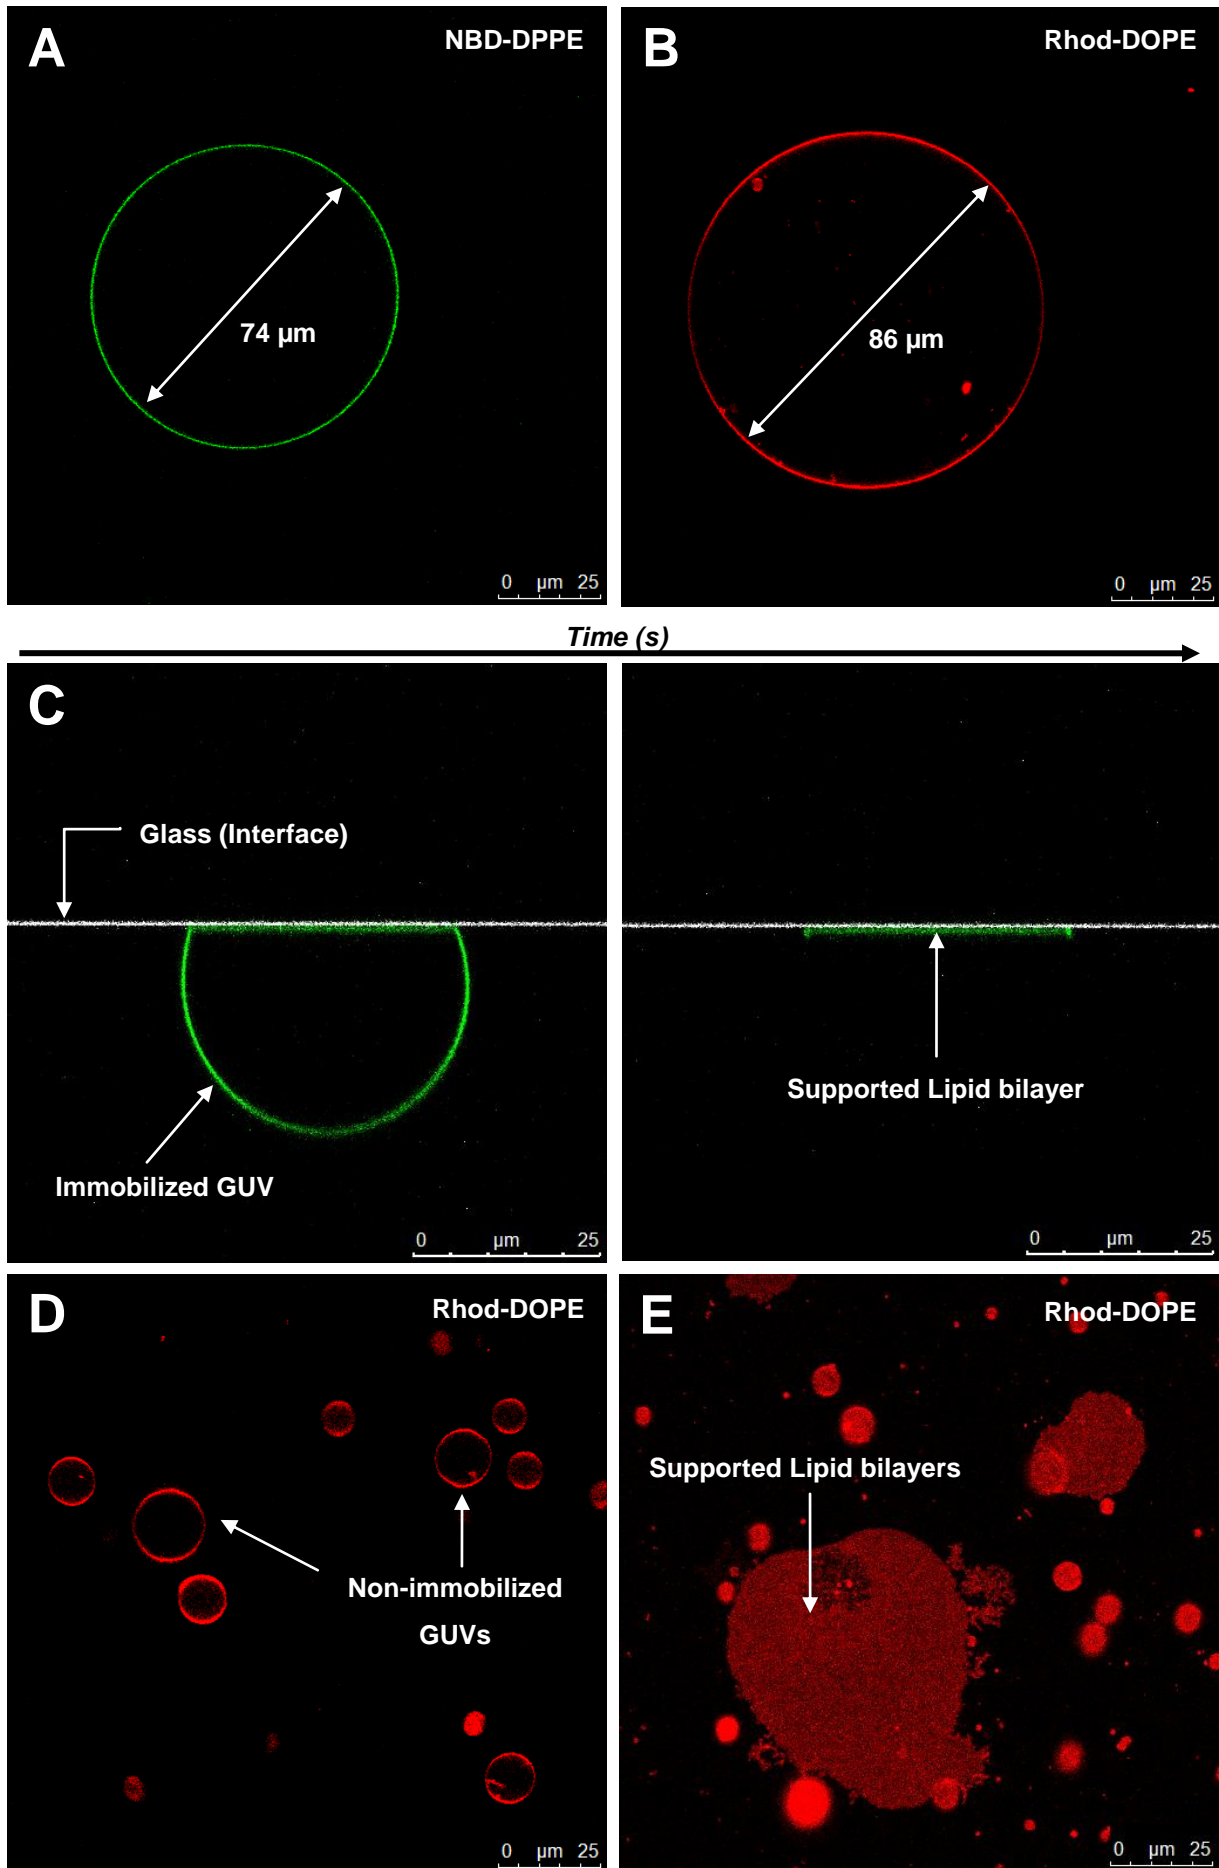 A
NBD-DPPE
74 µm
0 µm 25
B
Rhod-DOPE
86 µm
0 µm 25
Time (s)
C
Glass (Interface)
Immobilized GUV
0 µm 25
Supported Lipid bilayer
0 µm 25
D
Rhod-DOPE
Non-immobilized
GUVs
0 µm 25
E
Rhod-DOPE
Supported Lipid bilayers
0 µm 25